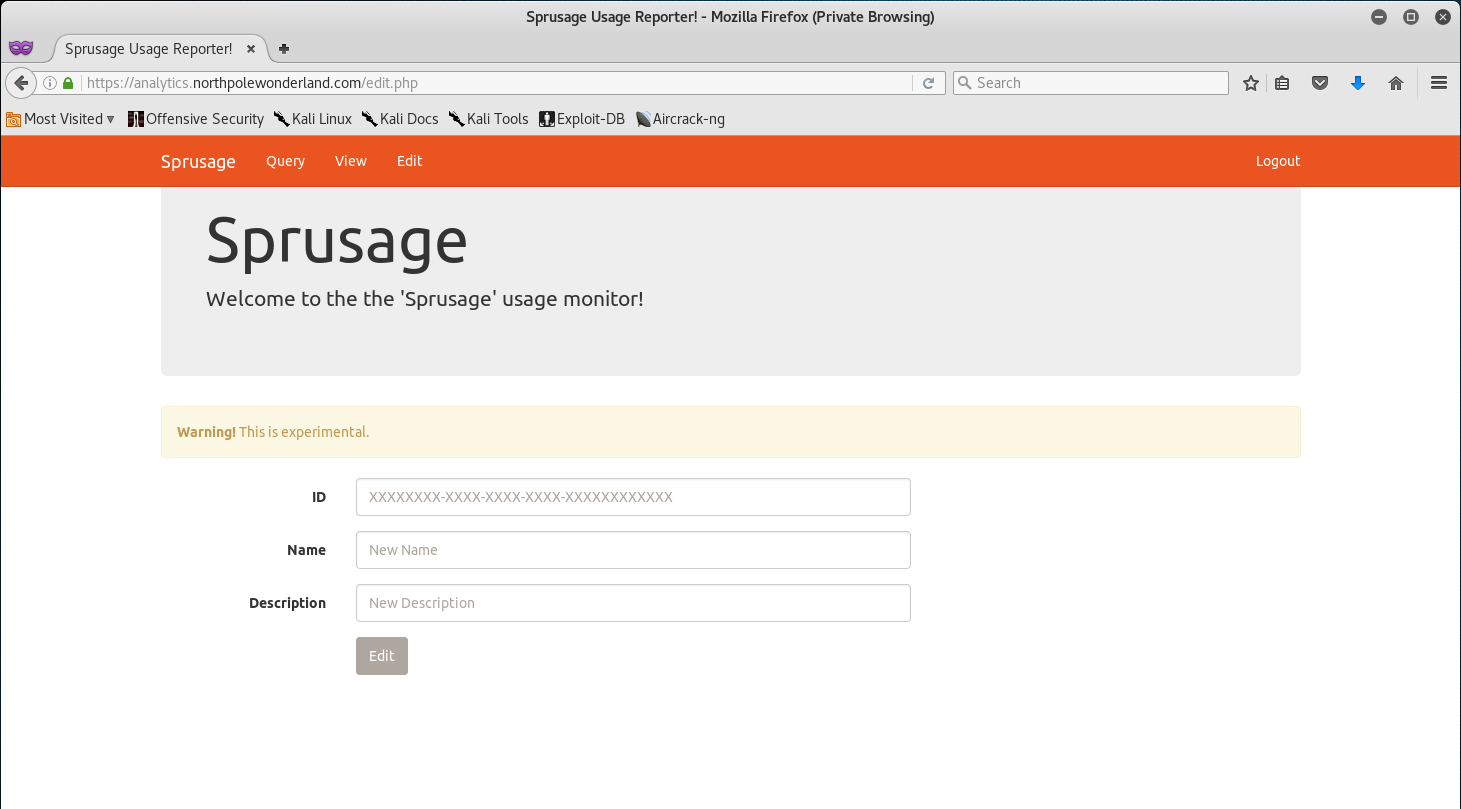 Sprusage Usage Reporter! - Mozilla Firefox (Private Browsing)
Sprusage Usage Reporter!
https://analytics.northpolewonderland.com/edit.php
Search
Most Visited Offensive Security Kali Linux Kali Docs Kali Tools Exploit-DB Aircrack-ng
Sprusage Query View Edit Logout
Sprusage
Welcome to the the 'Sprusage' usage monitor!
Warning! This is experimental.
ID XXXXXXXX-XXXX-XXXX-XXXX-XXXXXXXXXXXX
Name New Name
Description New Description
Edit